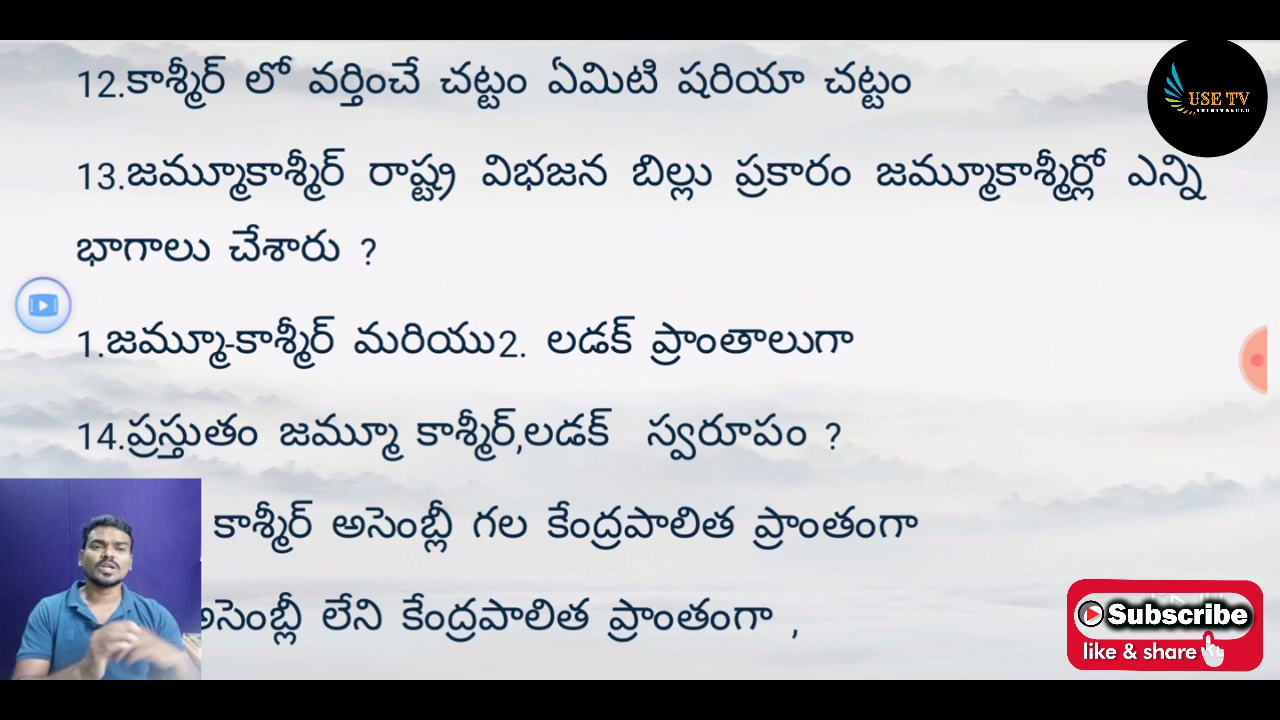 12.కాశ్మీర్ లో వర్తించే చట్టం ఏమిటి షరియా చట్టం
USE TV
13.జమ్మూకాశ్మీర్ రాష్ట్ర విభజన బిల్లు ప్రకారం జమ్మూకాశ్మీర్లో ఎన్ని
భాగాలు చేశారు ?
1.జమ్మూ-కాశ్మీర్ మరియు2. లడక్ ప్రాంతాలుగా
14.ప్రస్తుతం జమ్మూ కాశ్మీర్,లడక్ స్వరూపం ?
కాశ్మీర్ అసెంబ్లీ గల కేంద్రపాలిత ప్రాంతంగా
అసెంబ్లీ లేని కేంద్రపాలిత ప్రాంతంగా ,
Subscribe
like & share